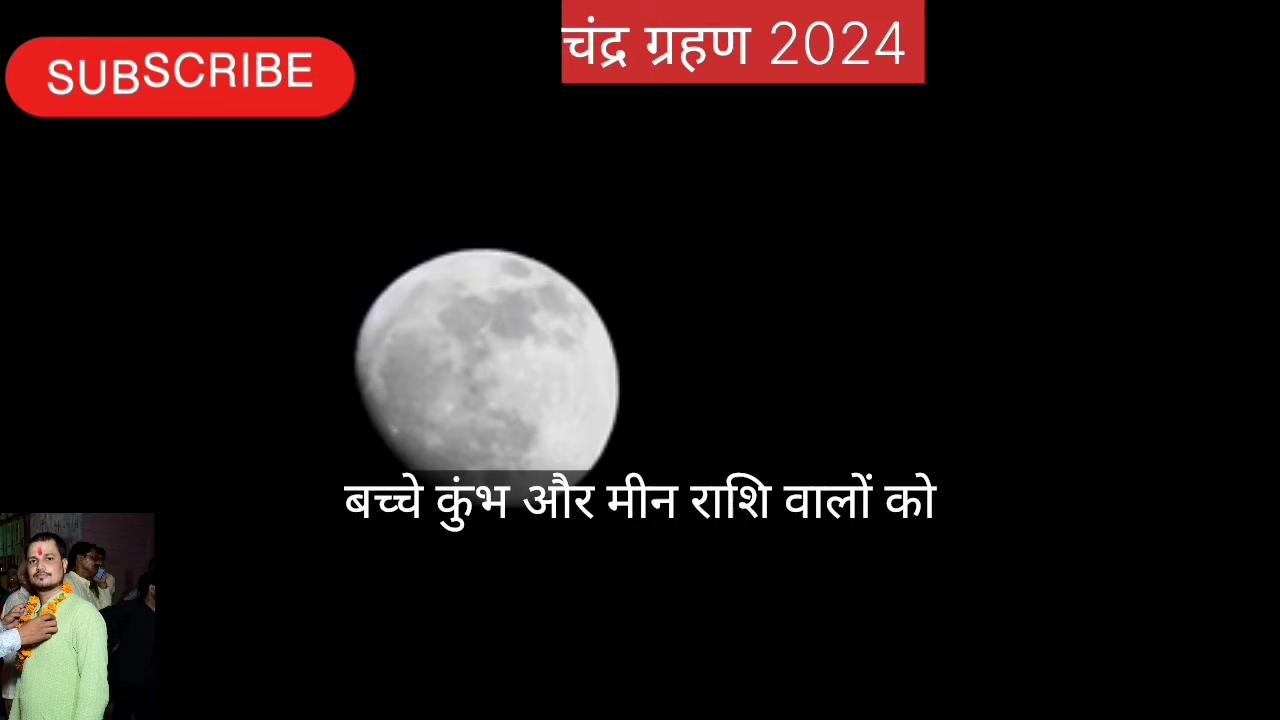 SUBSCRIBE
चंद्र ग्रहण 2024
बच्चे कुंभ और मीन राशि वालों को